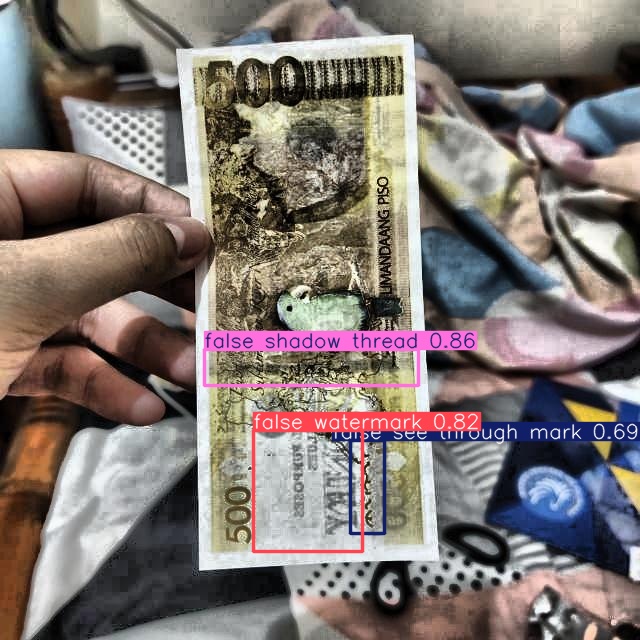 500
LIMANDAANG PISO
false shadow thread 0.86
false watermark 0.82
false see through mark 0.69
500